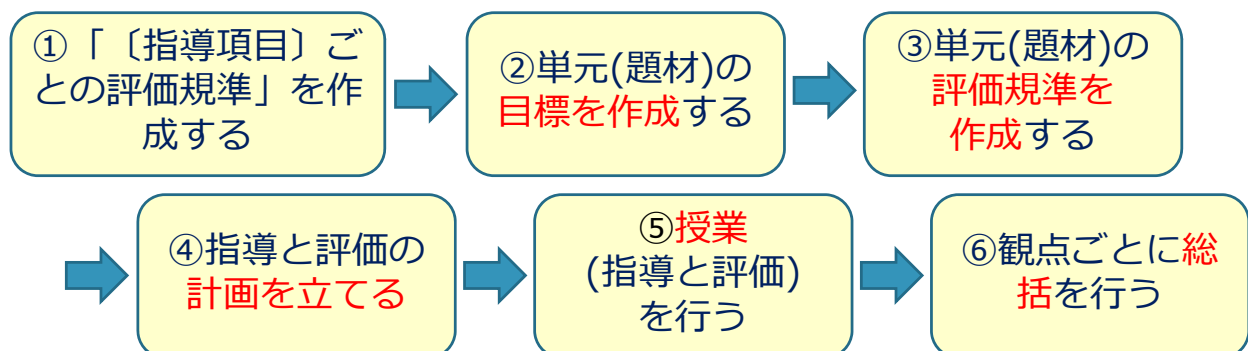 ①「〔指導項目〕ご
との評価規準」を作
成する
②単元(題材)の
目標を作成する
③単元(題材)の
評価規準を
作成する
④指導と評価の
計画を立てる
⑤授業
(指導と評価)
を行う
⑥観点ごとに総
括を行う